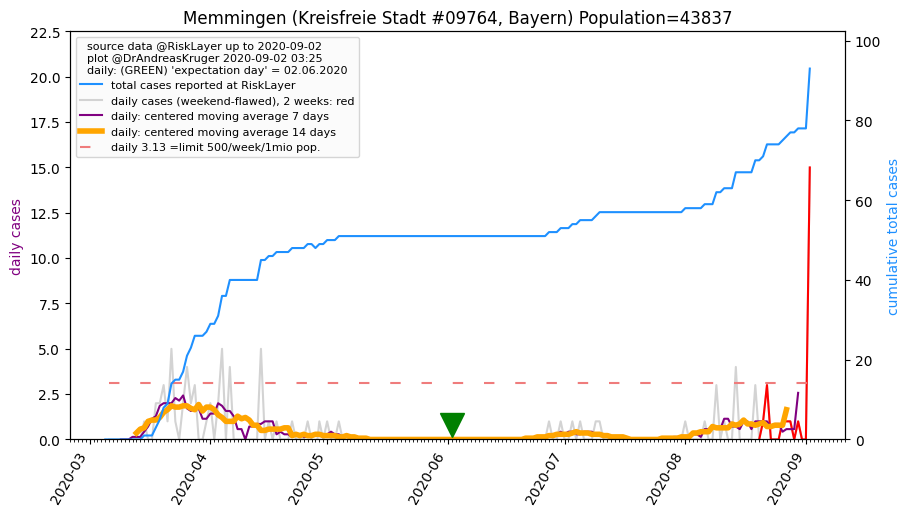 Memmingen (Kreisfreie Stadt #09764, Bayern) Population=43837
source data @RiskLayer up to 2020-09-02
plot @DrAndreasKruger 2020-09-02 03:25
daily: (GREEN) 'expectation day' = 02.06.2020
total cases reported at RiskLayer
daily cases (weekend-flawed), 2 weeks: red
daily: centered moving average 7 days
daily: centered moving average 14 days
daily 3.13 =limit 500/week/1mio pop.
daily cases
22.5
20.0
17.5
15.0
12.5
10.0
7.5
5.0
2.5
0.0
100
80
60
40
20
0
cumulative total cases
2020-03
2020-04
2020-05
2020-06
2020-07
2020-08
2020-09